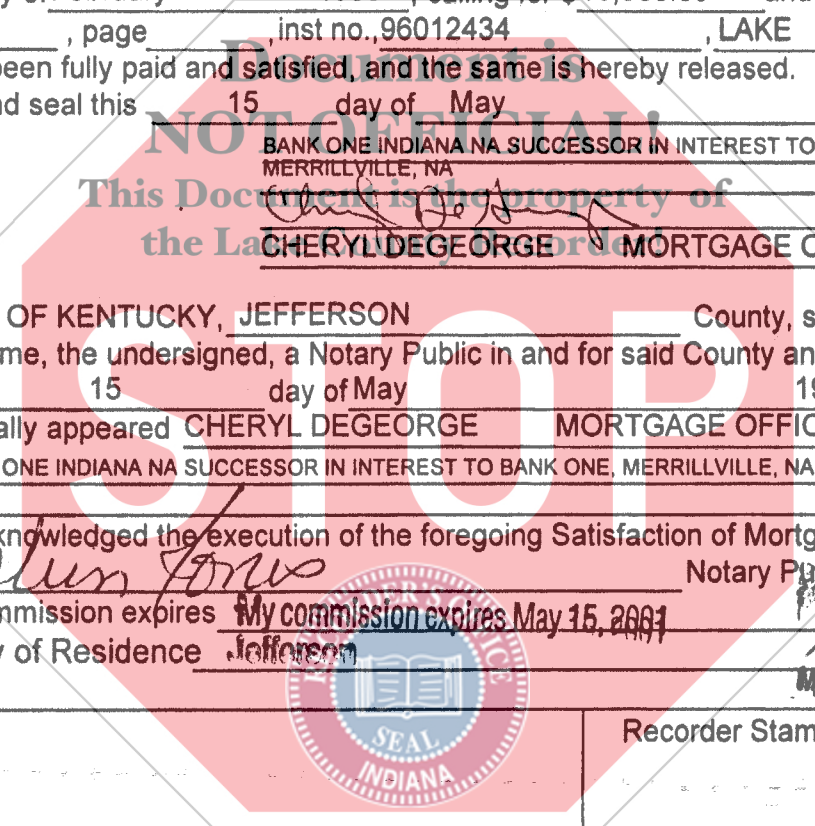 , page , inst no., 96012434 , LAKE
been fully paid and satisfied, and the same is hereby released.
Document is
nd seal this 15 day of May
NOT OFFICIAL!
BANK ONE INDIANA NA SUCCESSOR IN INTEREST TO
MERRILLVILLE, NA
This Document is the property of
the Lake County Recorder!
CHERYL DEGEORGE MORTGAGE O
STOP
OF KENTUCKY, JEFFERSON County, s
me, the undersigned, a Notary Public in and for said County an
15 day of May 19
ally appeared CHERYL DEGEORGE MORTGAGE OFFIC
ONE INDIANA NA SUCCESSOR IN INTEREST TO BANK ONE, MERRILLVILLE, NA
knowledged the execution of the foregoing Satisfaction of Mortg
Jones
Notary Pu
mmission expires My commission expires May 15, 2001
y of Residence Jefferson
RECORDER'S OFFICE
SEAL
INDIANA
Recorder Stam